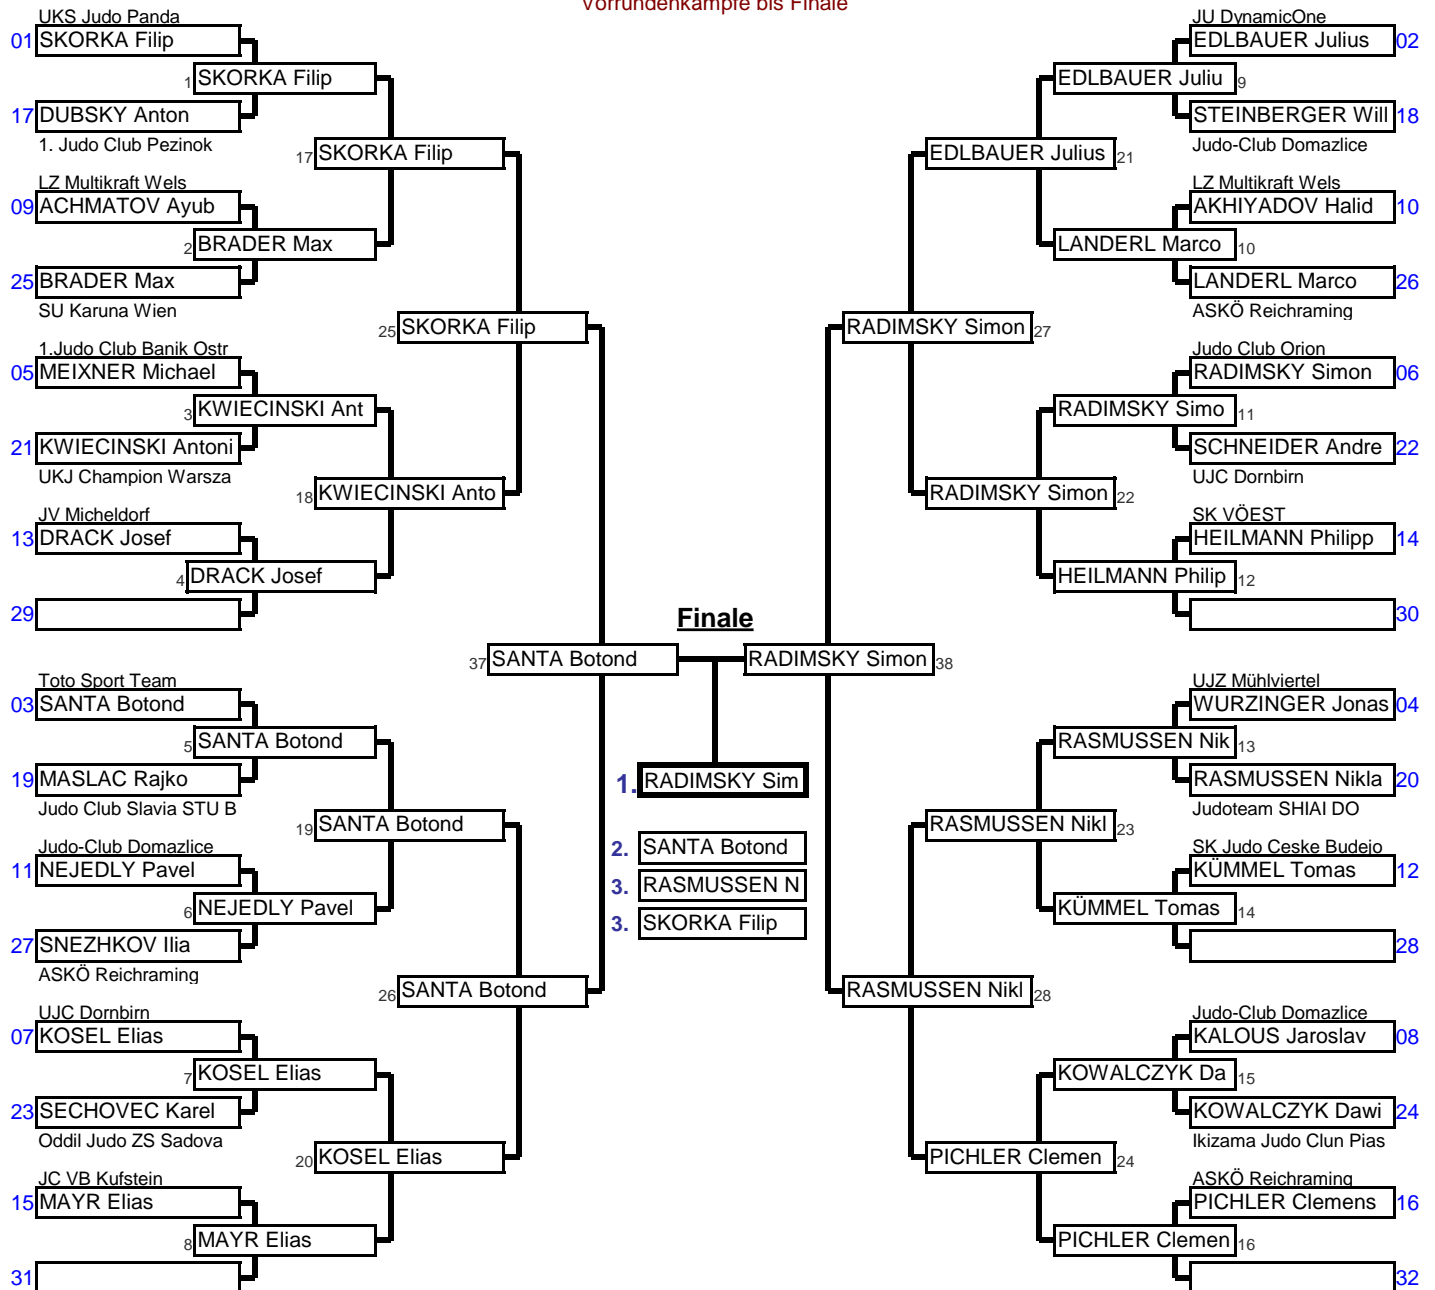 Vorrundenkämpfe bis Finale
UKS Judo Panda
01 SKORKA Filip
1 SKORKA Filip
17 DUBSKY Anton
1. Judo Club Pezinok
17 SKORKA Filip
LZ Multikraft Wels
09 ACHMATOV Ayub
2 BRADER Max
25 BRADER Max
SU Karuna Wien
25 SKORKA Filip
1.Judo Club Banik Ostr
05 MEIXNER Michael
3 KWIECINSKI Ant
21 KWIECINSKI Antoni
UKJ Champion Warsza
18 KWIECINSKI Anto
JV Micheldorf
13 DRACK Josef
4 DRACK Josef
29
37 SANTA Botond
Toto Sport Team
03 SANTA Botond
5 SANTA Botond
19 MASLAC Rajko
Judo Club Slavia STU B
19 SANTA Botond
Judo-Club Domazlice
11 NEJEDLY Pavel
6 NEJEDLY Pavel
27 SNEZHKOV Ilia
ASKÖ Reichraming
26 SANTA Botond
UJC Dornbirn
07 KOSEL Elias
7 KOSEL Elias
23 SECHOVEC Karel
Oddil Judo ZS Sadova
20 KOSEL Elias
JC VB Kufstein
15 MAYR Elias
8 MAYR Elias
31
Finale
1. RADIMSKY Sim
2. SANTA Botond
3. RASMUSSEN N
3. SKORKA Filip
JU DynamicOne
EDLBAUER Julius 02
EDLBAUER Juliu 9
STEINBERGER Will 18
Judo-Club Domazlice
EDLBAUER Julius 21
LZ Multikraft Wels
AKHIYADOV Halid 10
LANDERL Marco 10
LANDERL Marco 26
ASKÖ Reichraming
RADIMSKY Simon 27
Judo Club Orion
RADIMSKY Simon 06
RADIMSKY Simo 11
SCHNEIDER Andre 22
UJC Dornbirn
RADIMSKY Simon 22
SK VÖEST
HEILMANN Philipp 14
HEILMANN Philip 12
30
RADIMSKY Simon 38
UJZ Mühlviertel
WURZINGER Jonas 04
RASMUSSEN Nik 13
RASMUSSEN Nikla 20
Judoteam SHIAI DO
RASMUSSEN Nikl 23
SK Judo Ceske Budejo
KÜMMEL Tomas 12
KÜMMEL Tomas 14
28
RASMUSSEN Nikl 28
Judo-Club Domazlice
KALOUS Jaroslav 08
KOWALCZYK Da 15
KOWALCZYK Dawi 24
Ikizama Judo Clun Pias
PICHLER Clemen 24
ASKÖ Reichraming
PICHLER Clemens 16
PICHLER Clemen 16
32